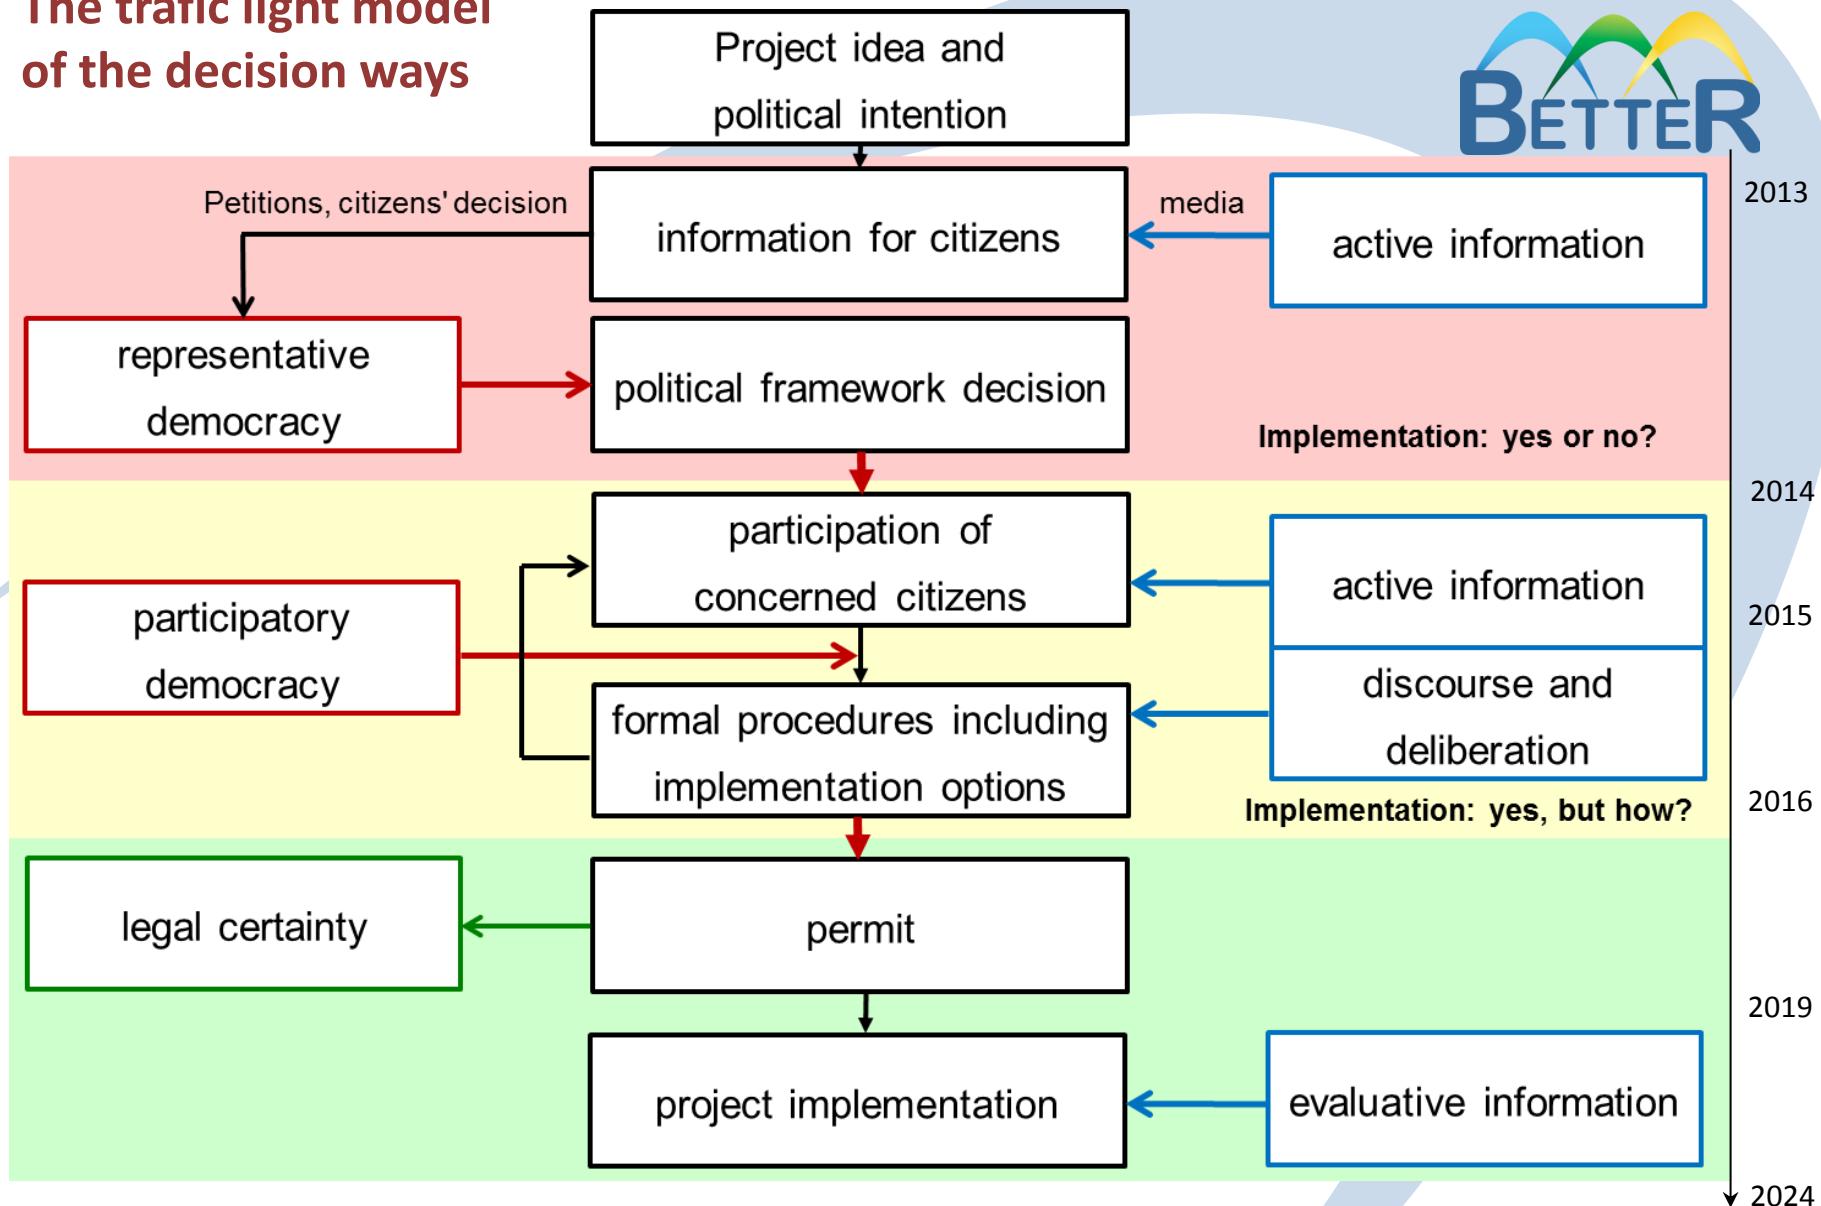 The trafic light model
of the decision ways
Project idea and
political intention
BETTER
2013
Petitions, citizens' decision
information for citizens
media
active information
representative
democracy
political framework decision
Implementation: yes or no?
2014
participation of
concerned citizens
active information
2015
participatory
democracy
formal procedures including
implementation options
discourse and
deliberation
2016
Implementation: yes, but how?
legal certainty
permit
2019
project implementation
evaluative information
2024